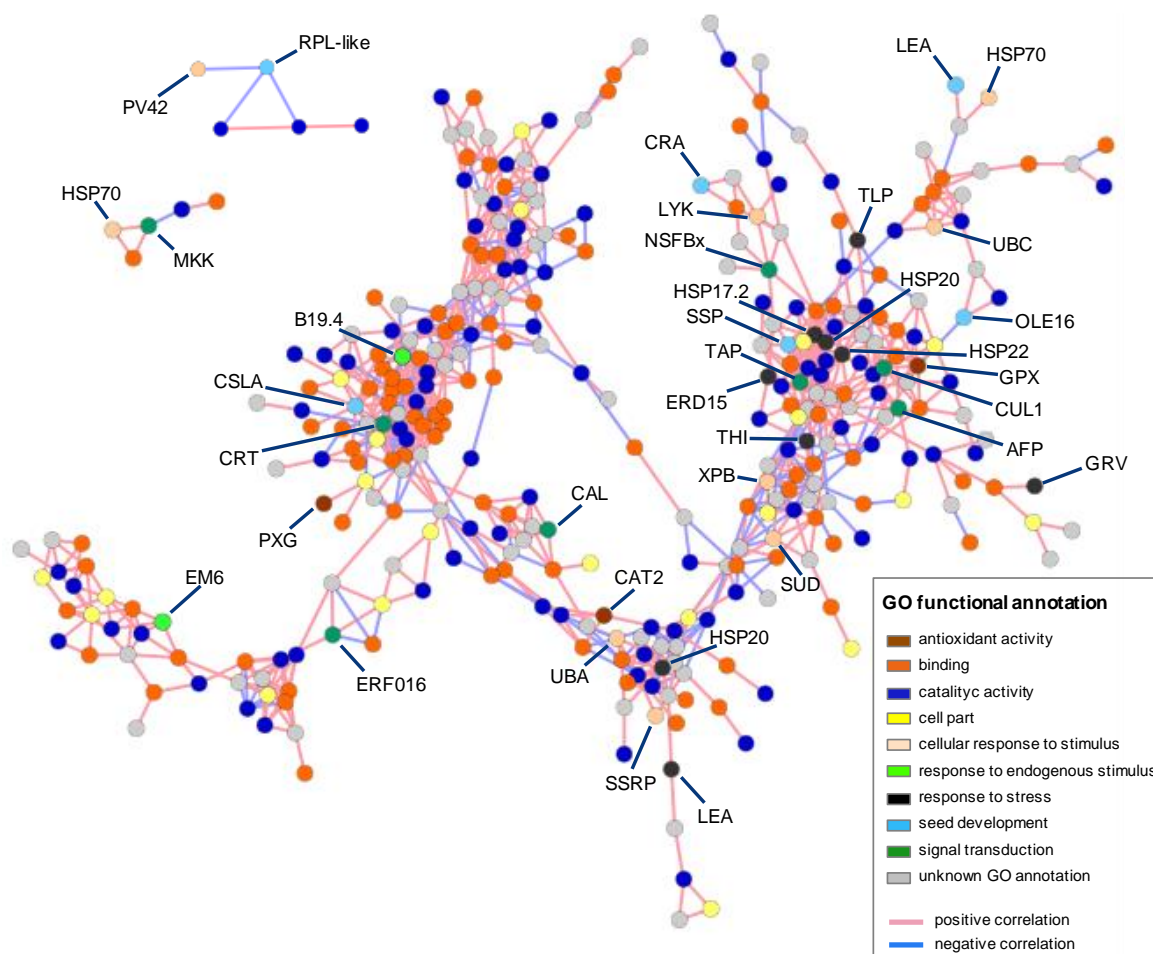 RPL-like
PV42
HSP70
MKK
LEA
HSP70
CRA
LYK
TLP
NSFBx
UBC
HSP17.2
HSP20
SSP
OLE16
TAP
HSP22
GPX
ERD15
CUL1
THI
AFP
XPB
GRV
B19.4
CSLA
CRT
PXG
CAL
EM6
CAT2
SUD
ERF016
UBA
HSP20
SSRP
LEA
GO functional annotation
antioxidant activity
binding
catalityc activity
cell part
cellular response to stimulus
response to endogenous stimulus
response to stress
seed development
signal transduction
unknown GO annotation
positive correlation
negative correlation